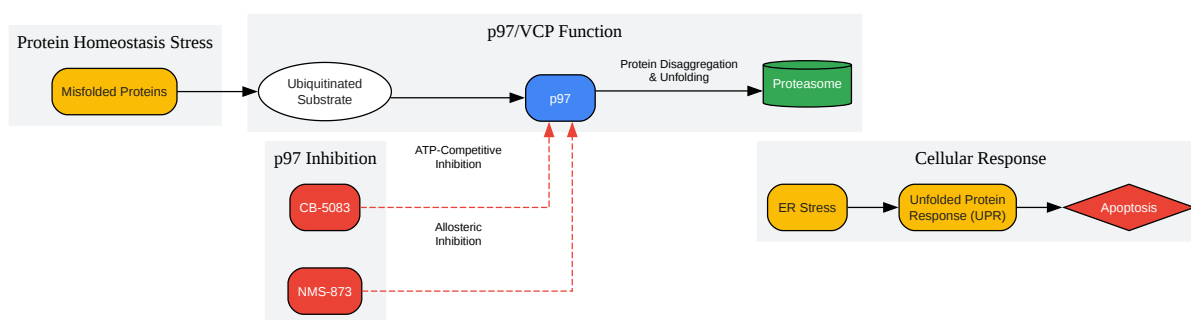 Protein Homeostasis Stress
Misfolded Proteins
p97/VCP Function
Ubiquitinated
Substrate
p97
Protein Disaggregation
& Unfolding
Proteasome
p97 Inhibition
CB-5083
NMS-873
ATP-Competitive
Inhibition
Allosteric
Inhibition
Cellular Response
ER Stress
Unfolded Protein
Response (UPR)
Apoptosis